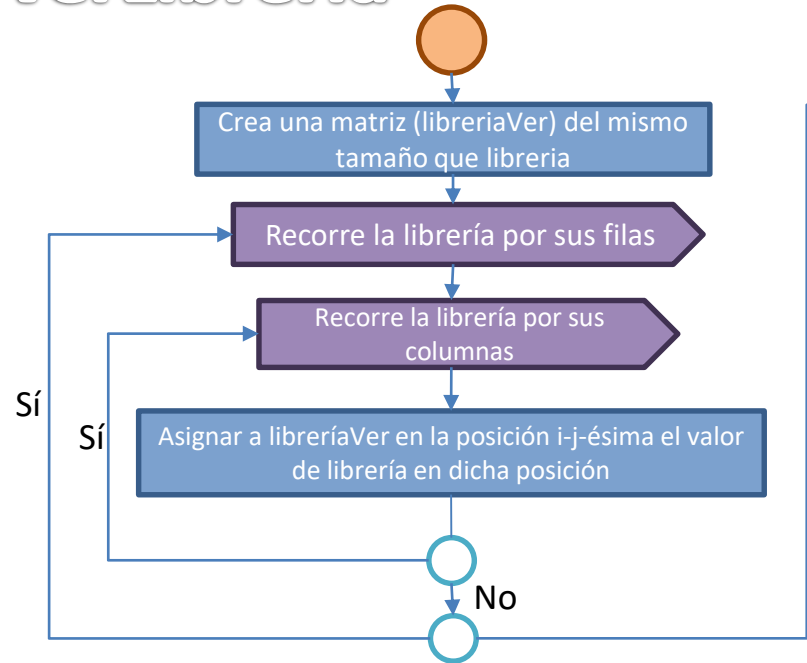 Crea una matriz (libreriaVer) del mismo
tamaño que libreria
Recorre la librería por sus filas
Recorre la librería por sus
columnas
Sí
Sí
Asignar a libreríaVer en la posición i-j-ésima el valor
de librería en dicha posición
No